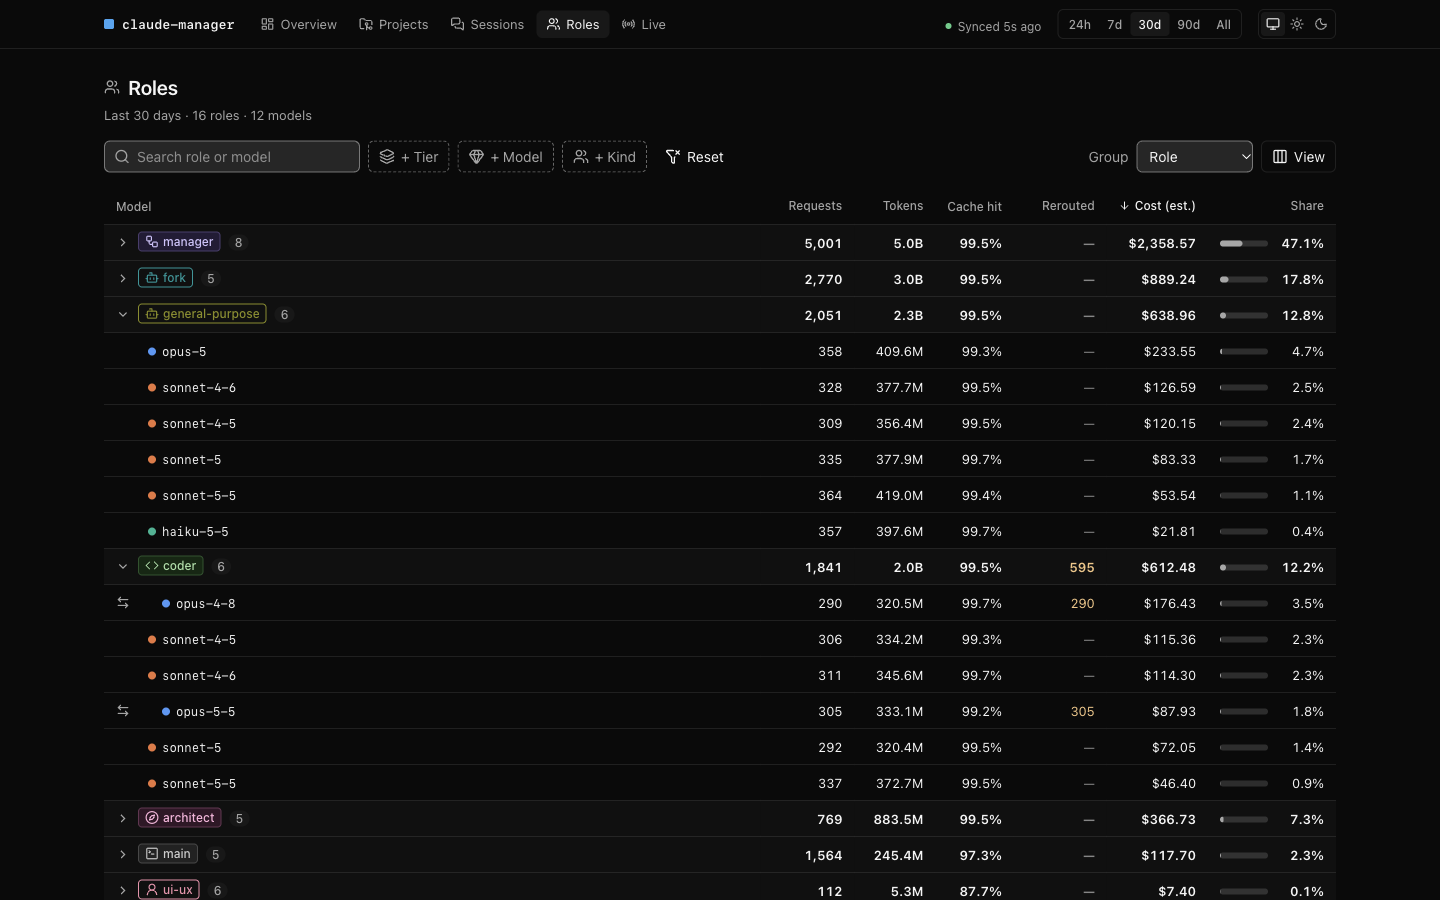 claude-manager Overview Projects Sessions Roles Live Synced 5s ago 24h 7d 30d 90d All
Roles
Last 30 days · 16 roles · 12 models
Search role or model + Tier + Model + Kind Reset Group Role View
Model Requests Tokens Cache hit Rerouted ↓ Cost (est.) Share
manager 8 5,001 5.0B 99.5% — $2,358.57 47.1%
fork 5 2,770 3.0B 99.5% — $889.24 17.8%
general-purpose 6 2,051 2.3B 99.5% — $638.96 12.8%
opus-5 358 409.6M 99.3% — $233.55 4.7%
sonnet-4-6 328 377.7M 99.5% — $126.59 2.5%
sonnet-4-5 309 356.4M 99.5% — $120.15 2.4%
sonnet-5 335 377.9M 99.7% — $83.33 1.7%
sonnet-5-5 364 419.0M 99.4% — $53.54 1.1%
haiku-5-5 357 397.6M 99.7% — $21.81 0.4%
coder 6 1,841 2.0B 99.5% 595 $612.48 12.2%
opus-4-8 290 320.5M 99.7% 290 $176.43 3.5%
sonnet-4-5 306 334.2M 99.3% — $115.36 2.3%
sonnet-4-6 311 345.6M 99.7% — $114.30 2.3%
opus-5-5 305 333.1M 99.2% 305 $87.93 1.8%
sonnet-5 292 320.4M 99.5% — $72.05 1.4%
sonnet-5-5 337 372.7M 99.5% — $46.40 0.9%
architect 5 769 883.5M 99.5% — $366.73 7.3%
main 5 1,564 245.4M 97.3% — $117.70 2.3%
ui-ux 6 112 5.3M 87.7% — $7.40 0.1%